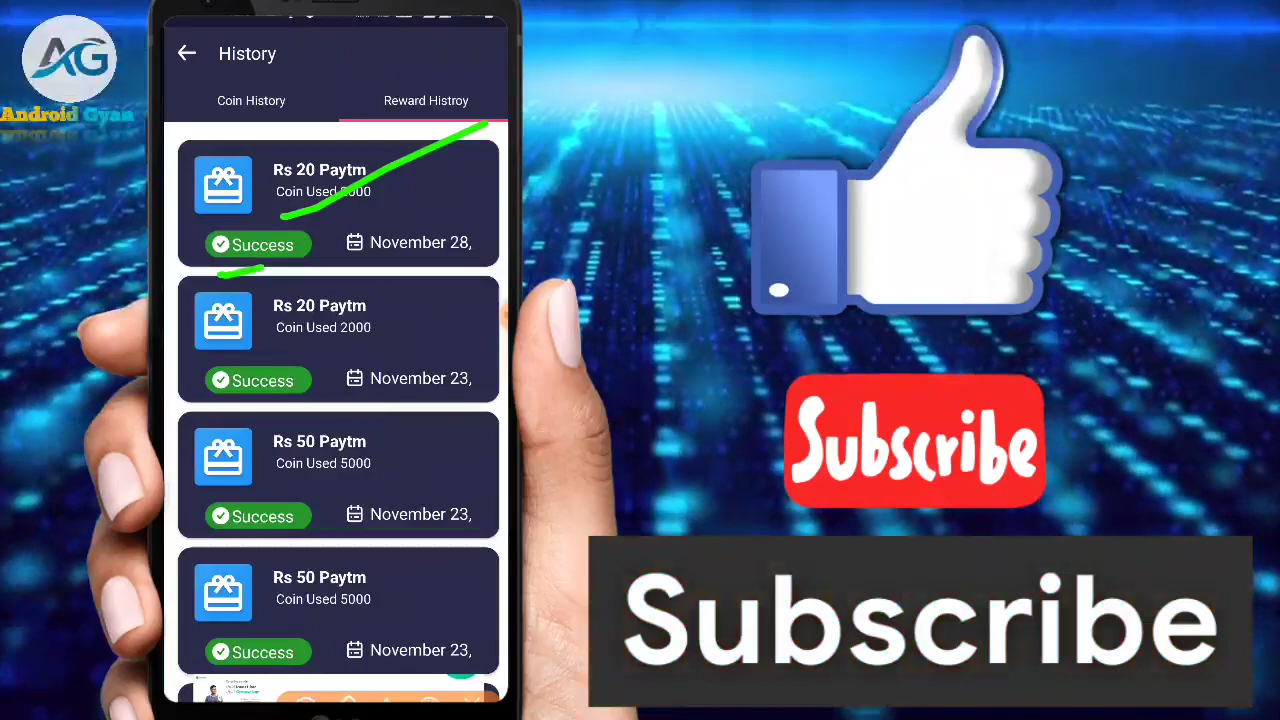 AG
Android Gyan
History
Coin History
Reward Histroy
Rs 20 Paytm
Coin Used 2000
Success
November 28,
Rs 20 Paytm
Coin Used 2000
Success
November 23,
Rs 50 Paytm
Coin Used 5000
Success
November 23,
Rs 50 Paytm
Coin Used 5000
Success
November 23,
Subscribe
Subscribe